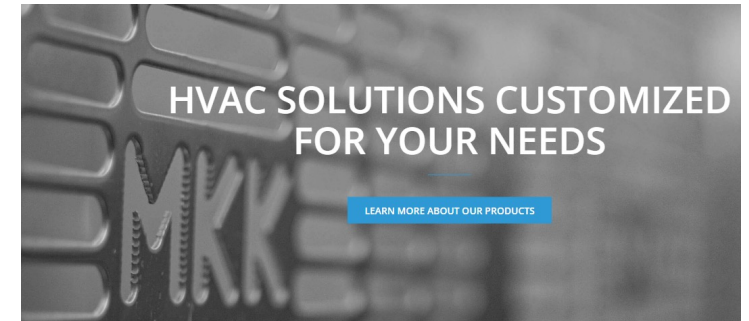 HVAC SOLUTIONS CUSTOMIZED
FOR YOUR NEEDS
LEARN MORE ABOUT OUR PRODUCTS
MKK